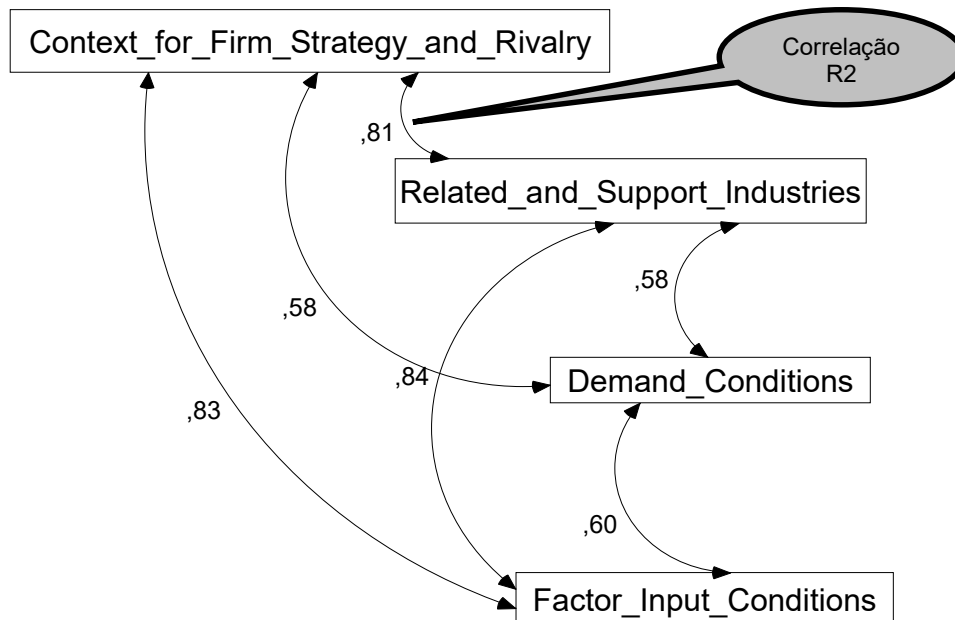 Context_for_Firm_Strategy_and_Rivalry
Correlação
R2
,81
Related_and_Support_Industries
,58
,58
,84
Demand_Conditions
,83
,60
Factor_Input_Conditions